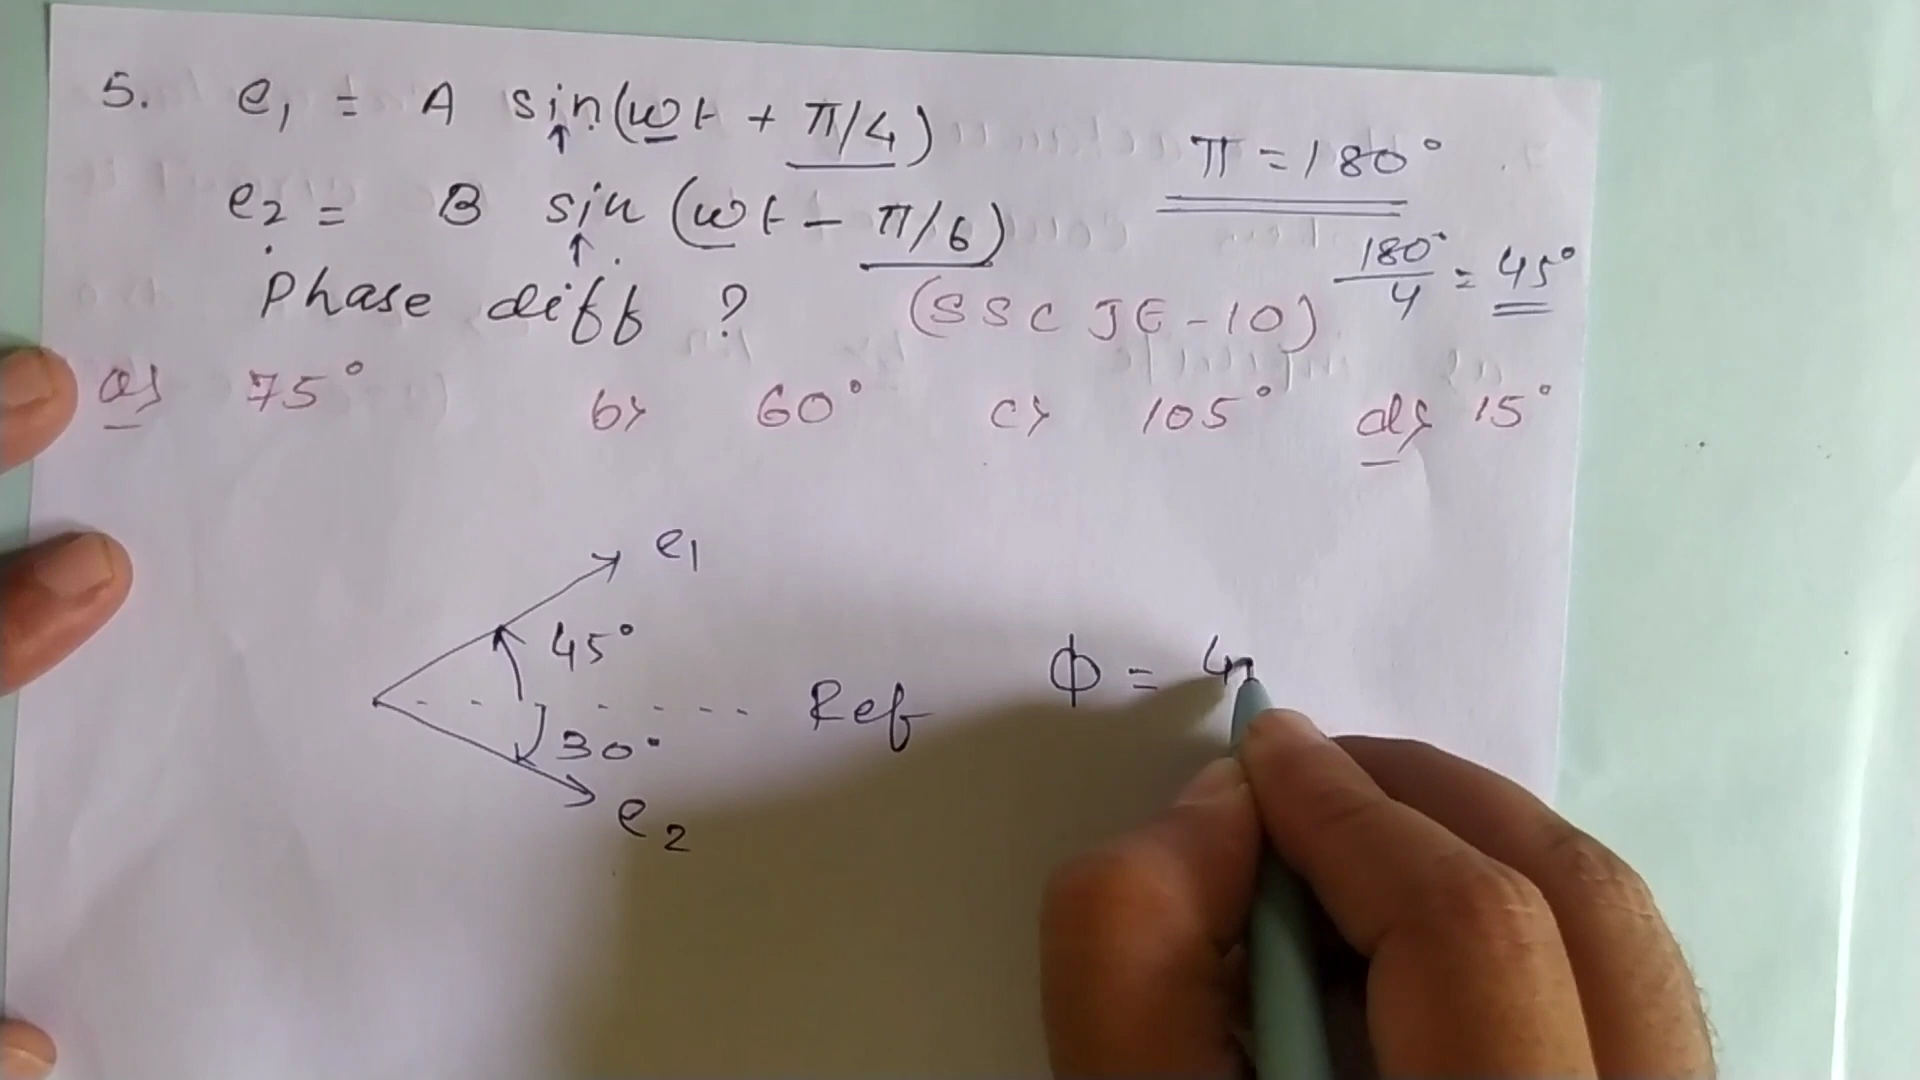 5. e₁ = A sin(ωt + π/4)
π = 180°
e₂ = B sin (ωt – π/6)
180°/4 = 45°
Phase diff ?
(SSC JE - 10)
a) 75° b) 60° c) 105° d) 15°
e₁
45°
Ref
30°
e₂
ϕ = 4